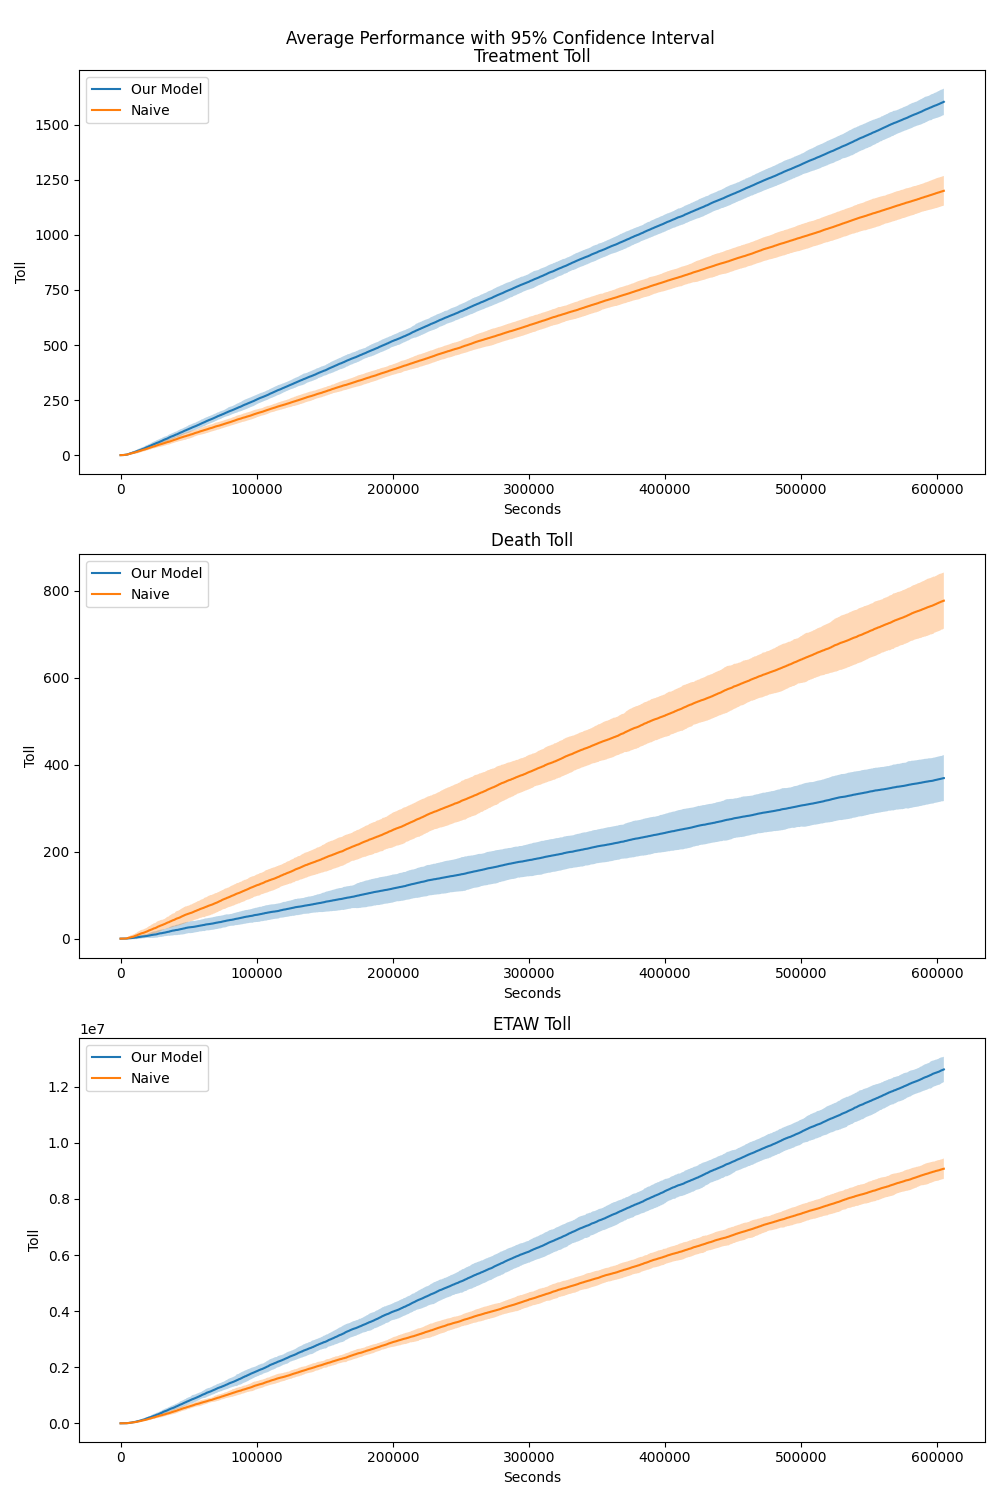 Average Performance with 95% Confidence Interval
Treatment Toll
Our Model
Naive
1500
1250
1000
750
500
250
0
Toll
0 100000 200000 300000 400000 500000 600000
Seconds
Death Toll
Our Model
Naive
800
600
400
200
0
Toll
0 100000 200000 300000 400000 500000 600000
Seconds
ETAW Toll
1e7
Our Model
Naive
1.2
1.0
0.8
0.6
0.4
0.2
0.0
Toll
0 100000 200000 300000 400000 500000 600000
Seconds